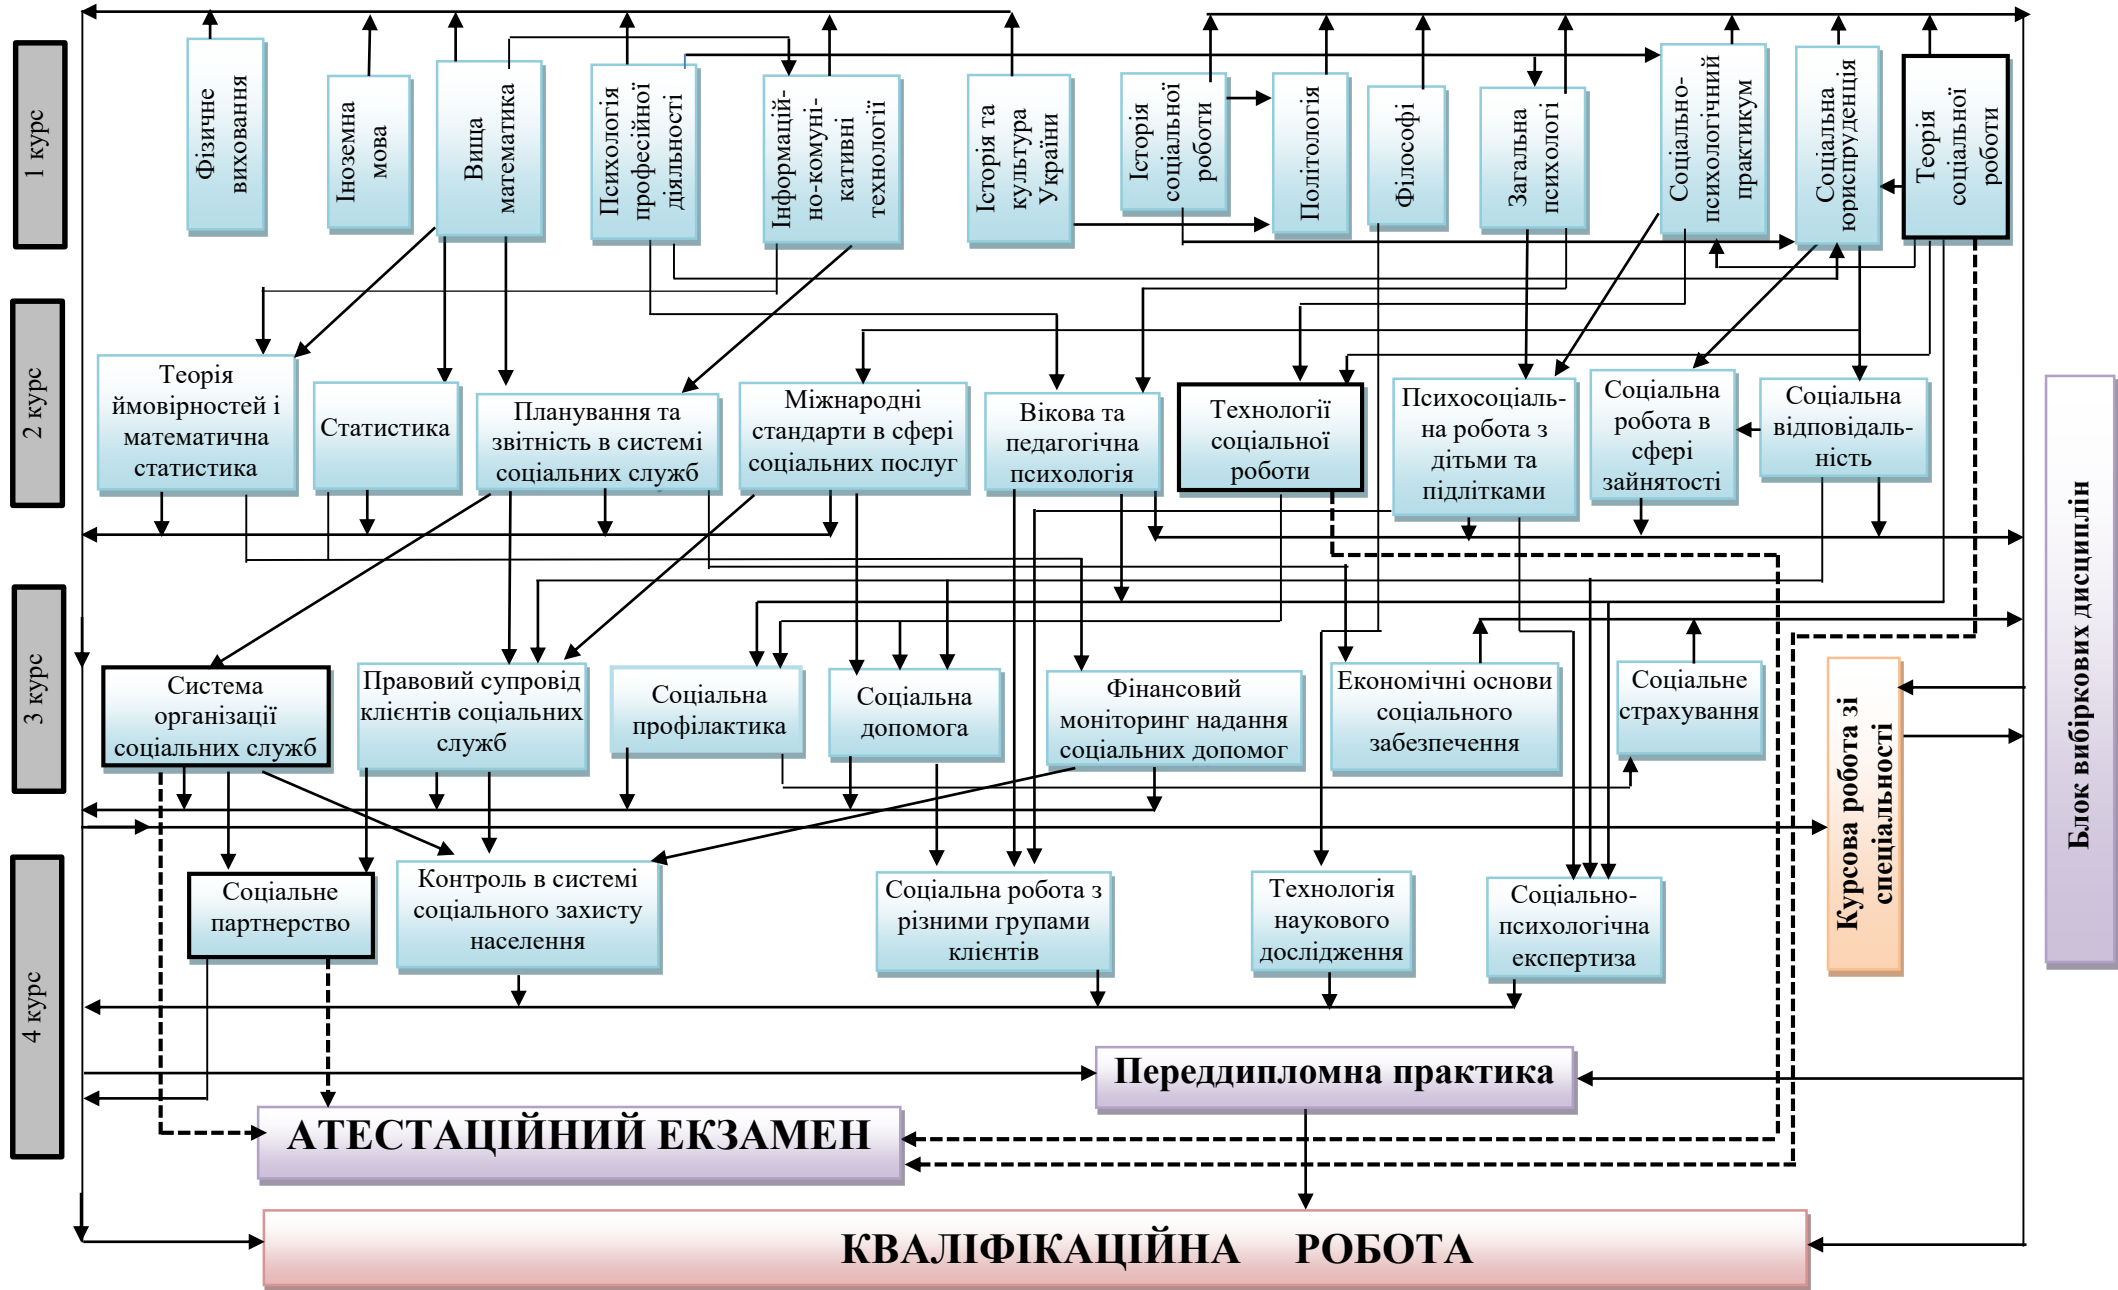 1 курс
Фізичне
виховання
Іноземна
мова
Вища
математика
Психологія
професійної
діяльності
Інформацій-
но-комуні-
кативні
технології
Історія та
культура
України
Історія
соціальної
роботи
Політологія
Філософі
Загальна
психологі
Соціально-
психологічний
практикум
Соціальна
юриспруденція
Теорія
соціальної
роботи
2 курс
Теорія
ймовірностей і
математична
статистика
Статистика
Планування та
звітність в системі
соціальних служб
Міжнародні
стандарти в сфері
соціальних послуг
Вікова та
педагогічна
психологія
Технології
соціальної
роботи
Психосоціаль-
на робота з
дітьми та
підлітками
Соціальна
робота в
сфері
зайнятості
Соціальна
відповідаль-
ність
Блок вибіркових дисциплін
3 курс
Система
організації
соціальних служб
Правовий супровід
клієнтів соціальних
служб
Соціальна
профілактика
Соціальна
допомога
Фінансовий
моніторинг надання
соціальних допомог
Економічні основи
соціального
забезпечення
Соціальне
страхування
Курсова робота зі
спеціальності
4 курс
Соціальне
партнерство
Контроль в системі
соціального захисту
населення
Соціальна робота з
різними групами
клієнтів
Технологія
наукового
дослідження
Соціально-
психологічна
експертиза
Переддипломна практика
АТЕСТАЦІЙНИЙ ЕКЗАМЕН
КВАЛІФІКАЦІЙНА РОБОТА